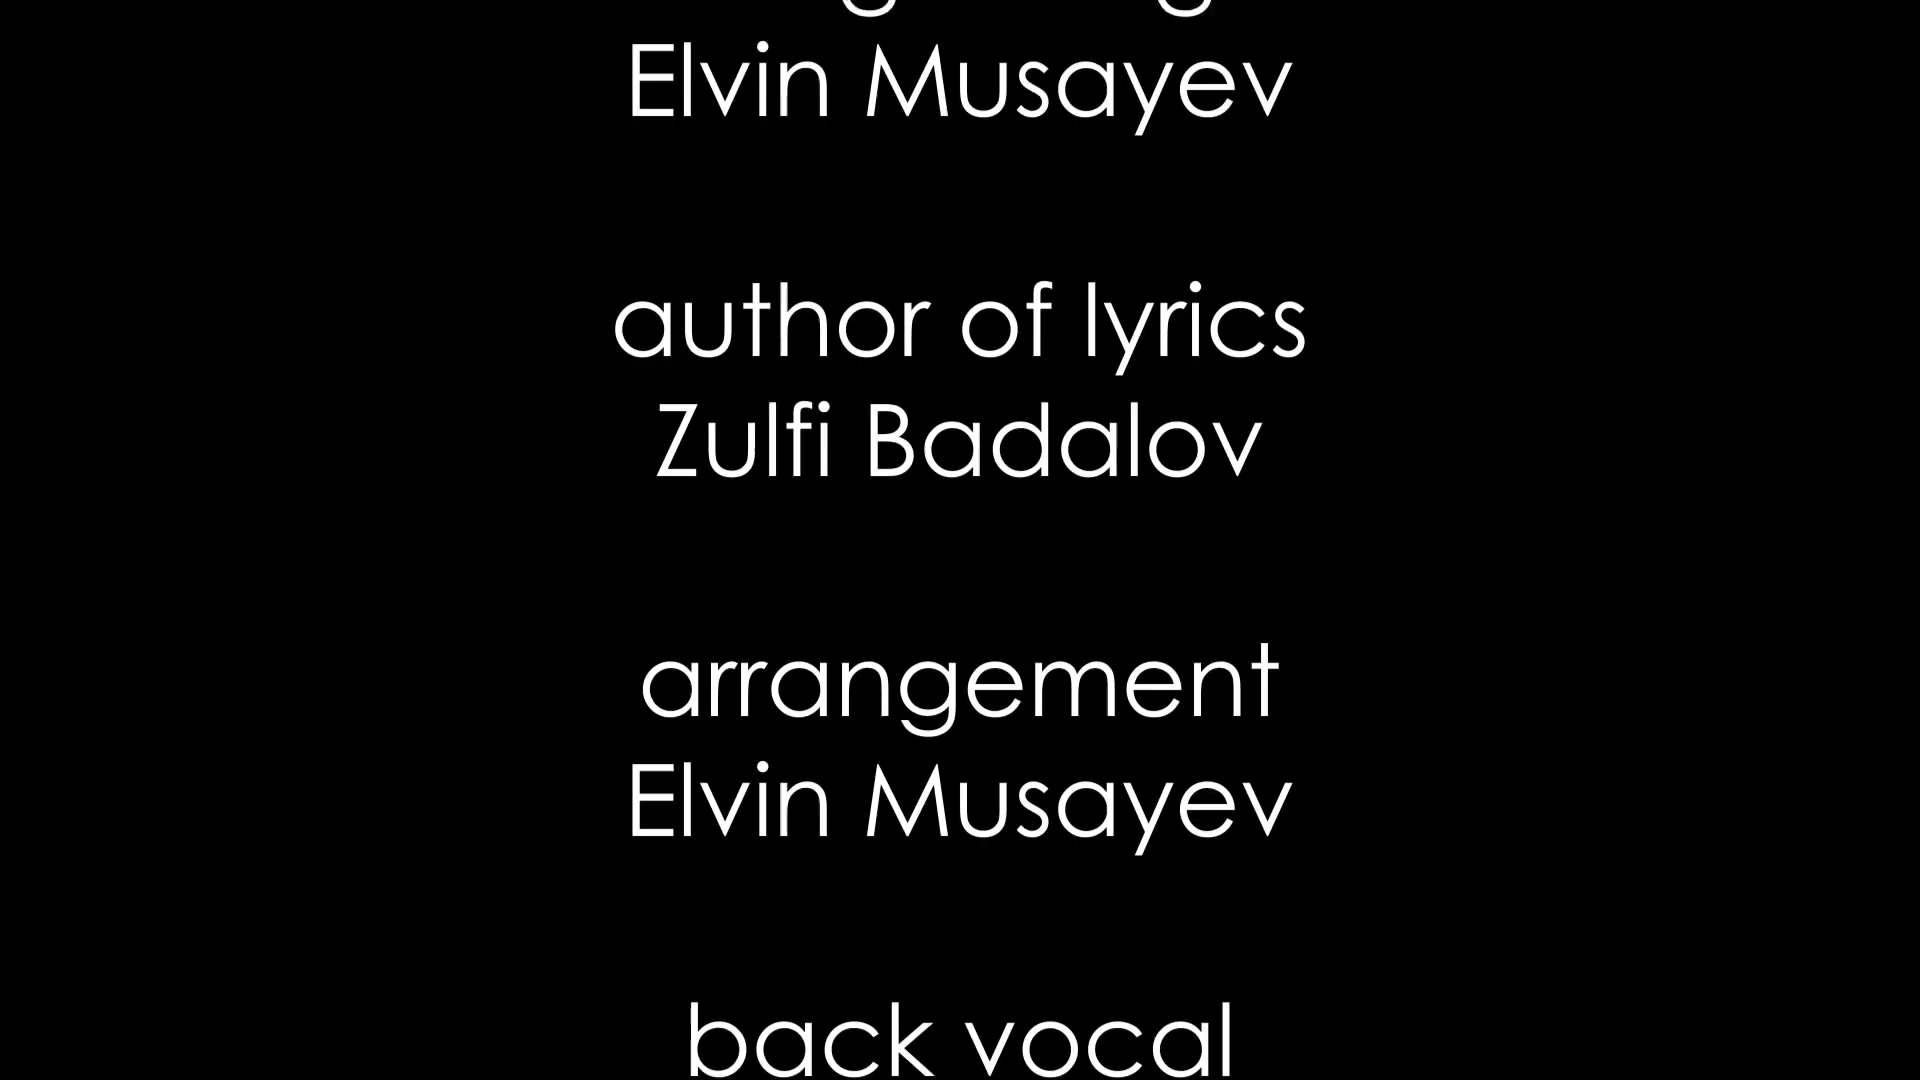 Elvin Musayev
author of lyrics
Zulfi Badalov
arrangement
Elvin Musayev
back vocal